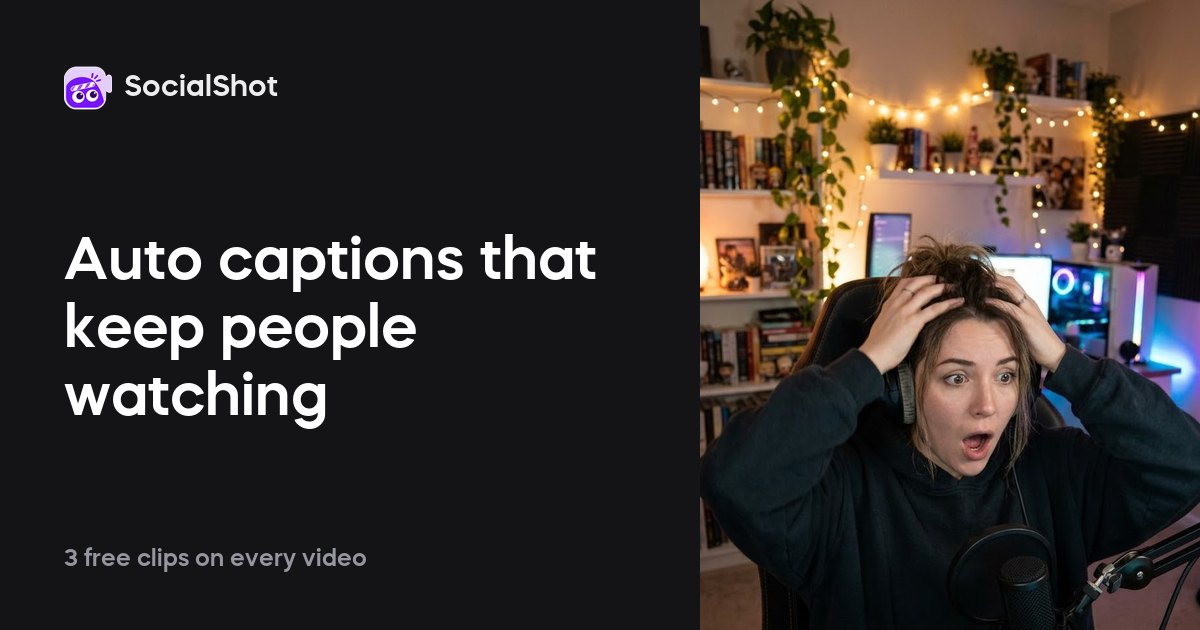 SocialShot
Auto captions that
keep people
watching
3 free clips on every video